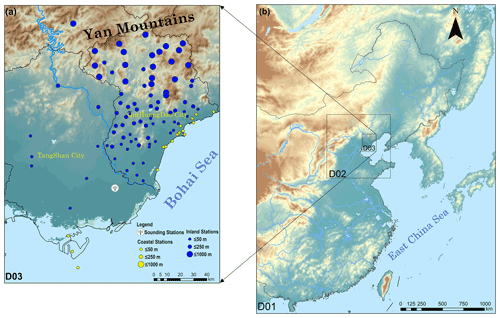 (a)
Yan Mountains
QinHuangDao City
TangShan City
Bohai Sea
Legend
Sounding Stations
Coastal Stations
≤50 m
≤250 m
≤1000 m
Inland Stations
≤50 m
≤250 m
≤1000 m
0 5 10 20 30 40
km
D03
(b)
N
D03
D02
East China Sea
0 125 250 500 750 1000
km
D01